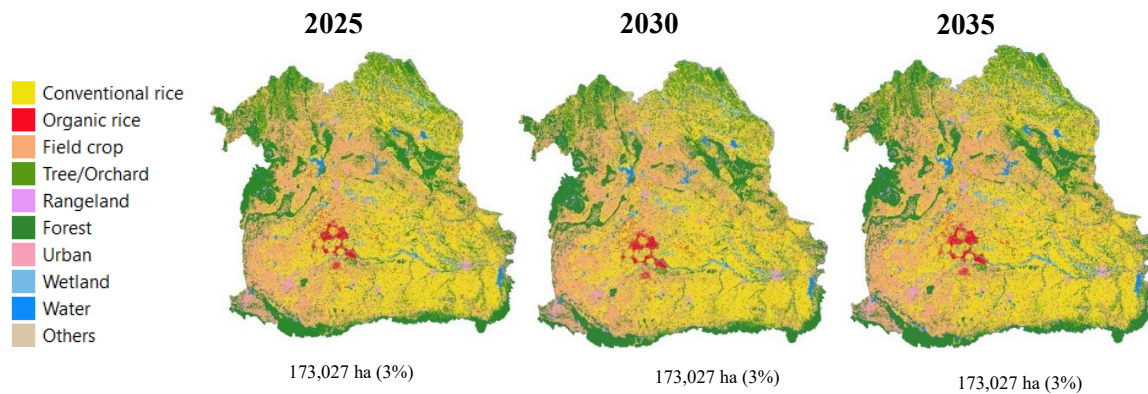 2025
2030
2035
Conventional rice
Organic rice
Field crop
Tree/Orchard
Rangeland
Forest
Urban
Wetland
Water
Others
173,027 ha (3%)
173,027 ha (3%)
173,027 ha (3%)